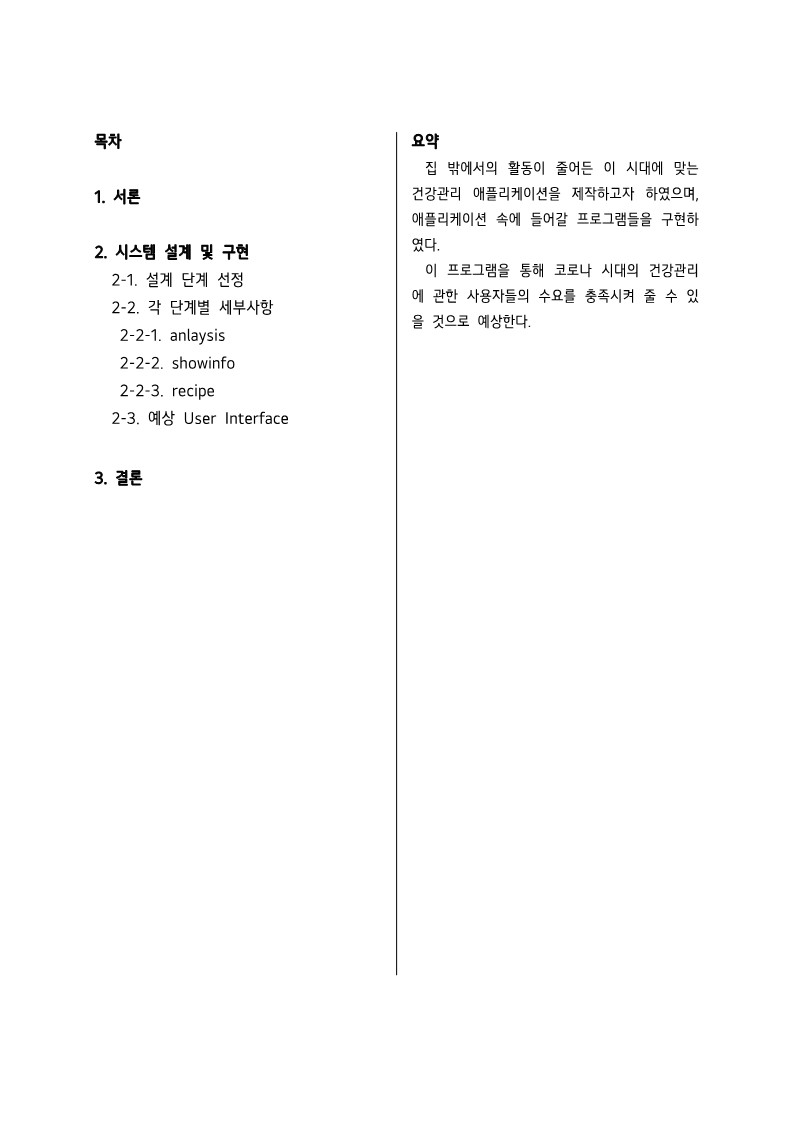 목차
1. 서론
2. 시스템 설계 및 구현
2-1. 설계 단계 선정
2-2. 각 단계별 세부사항
2-2-1. anlaysis
2-2-2. showinfo
2-2-3. recipe
2-3. 예상 User Interface
3. 결론
요약
집 밖에서의 활동이 줄어든 이 시대에 맞는
건강관리 애플리케이션을 제작하고자 하였으며,
애플리케이션 속에 들어갈 프로그램들을 구현하
였다.
이 프로그램을 통해 코로나 시대의 건강관리
에 관한 사용자들의 수요를 충족시켜 줄 수 있
을 것으로 예상한다.